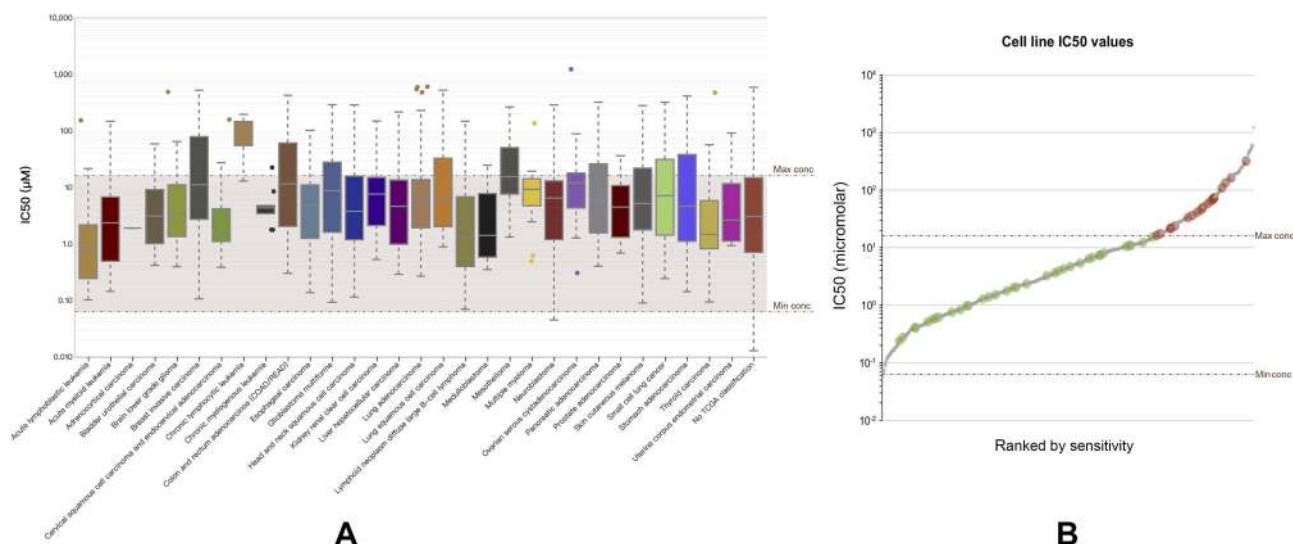 10,000
1,000
100
10
1.0
0.10
0.010
IC50 (µM)
Max conc
Min conc
Acute lymphoblastic leukemia
Acute myeloid leukemia
Adrenocortical carcinoma
Bladder urothelial carcinoma
Brain lower grade glioma
Breast invasive carcinoma
Cervical squamous cell carcinoma and endocervical adenocarcinoma
Chronic lymphocytic leukemia
Chronic myelogenous leukemia
Colon and rectum adenocarcinoma (COAD/READ)
Esophageal carcinoma
Glioblastoma multiforme
Head and neck squamous cell carcinoma
Kidney renal clear cell carcinoma
Liver hepatocellular carcinoma
Lung adenocarcinoma
Lung squamous cell carcinoma
Lymphoid neoplasm diffuse large B-cell lymphoma
Medulloblastoma
Mesothelioma
Multiple myeloma
Neuroblastoma
Ovarian serous cystadenocarcinoma
Pancreatic adenocarcinoma
Prostate adenocarcinoma
Skin cutaneous melanoma
Small cell lung cancer
Stomach adenocarcinoma
Thyroid carcinoma
Uterine corpus endometrial carcinoma
No TCGA classification
A
Cell line IC50 values
10⁴
10³
10²
10¹
10⁰
10⁻¹
10⁻²
IC50 (micromolar)
Max conc
Min conc
Ranked by sensitivity
B